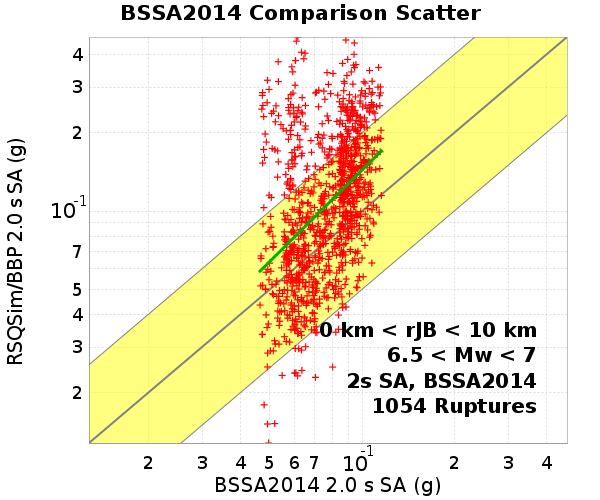 BSSA2014 Comparison Scatter
RSQSim/BBP 2.0 s SA (g)
4
3
2
10^-1
7
5
4
3
2
0 km < rJB < 10 km
6.5 < Mw < 7
2s SA, BSSA2014
1054 Ruptures
2 3 4 5 6 7 10^-1 2 3 4
BSSA2014 2.0 s SA (g)